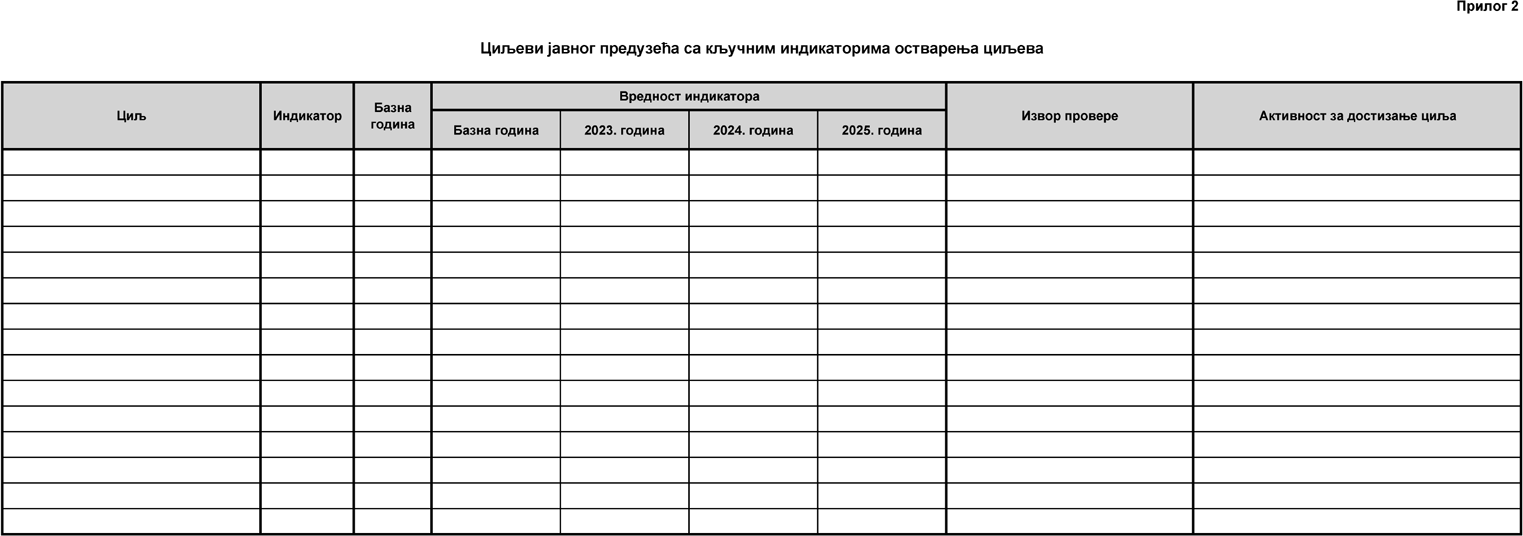 Прилог 2
Циљеви јавног предузећа са кључним индикаторима остварења циљева
Циљ
Индикатор
Базна
година
Вредност индикатора
Базна година
2023. година
2024. година
2025. година
Извор провере
Активност за достизање циља